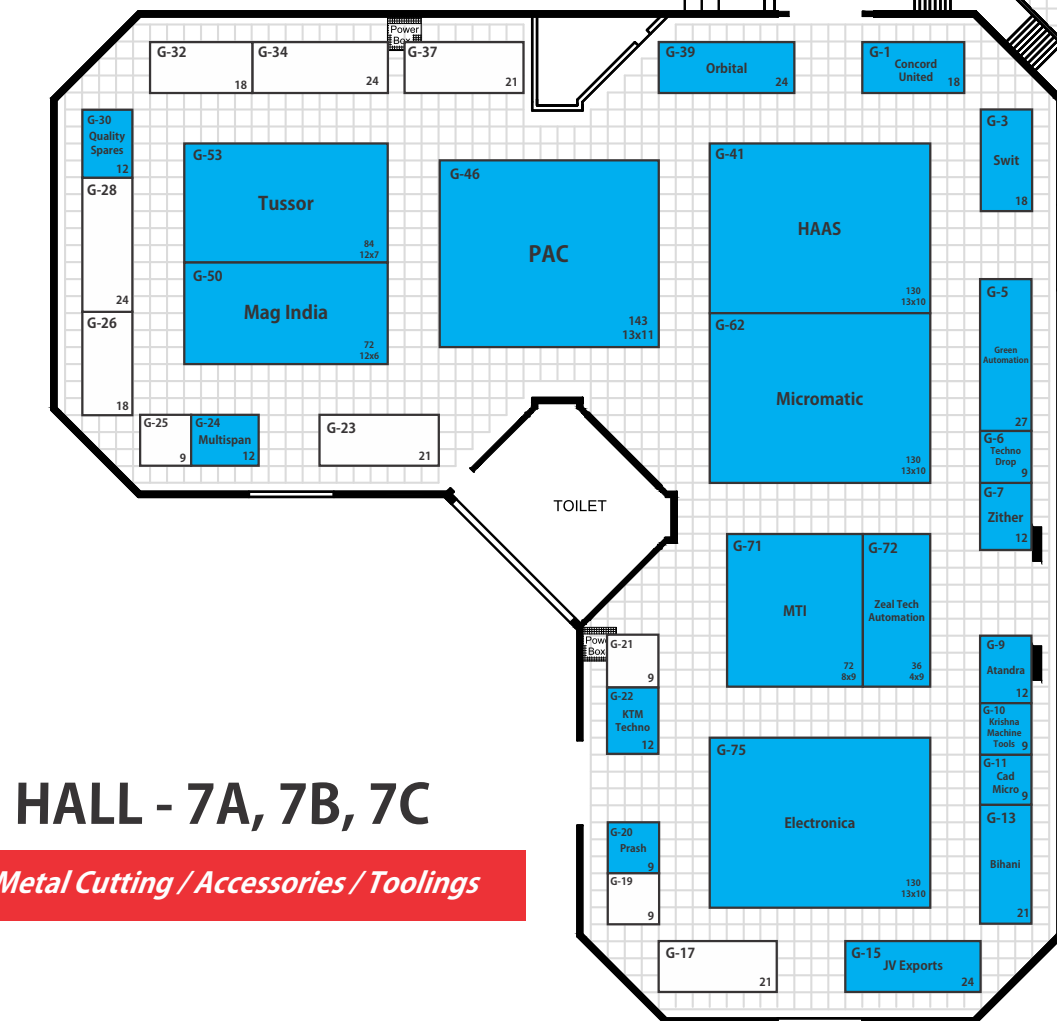 Power
Box
G-32
18
G-34
24
G-37
21
G-39
Orbital
24
G-1
Concord
United
18
G-30
Quality
Spares
12
G-28
24
G-26
18
G-53
Tussor
84
12x7
G-50
Mag India
72
12x6
G-46
PAC
143
13x11
G-41
HAAS
130
13x10
G-62
Micromatic
130
13x10
G-3
Swit
18
G-5
Green
Automation
27
G-6
Techno
Drop
9
G-7
Zither
12
G-25
9
G-24
Multispan
12
G-23
21
TOILET
G-71
MTI
72
8x9
G-72
Zeal Tech
Automation
36
4x9
Box
G-21
9
G-22
KTM
Techno
12
G-9
Atandra
12
G-10
Krishna
Machine
Tools
9
G-11
Cad
Micro
9
G-13
Bihani
21
G-75
Electronica
130
13x10
G-20
Prash
9
G-19
9
G-17
21
G-15
JV Exports
24
HALL - 7A, 7B, 7C
Metal Cutting / Accessories / Toolings